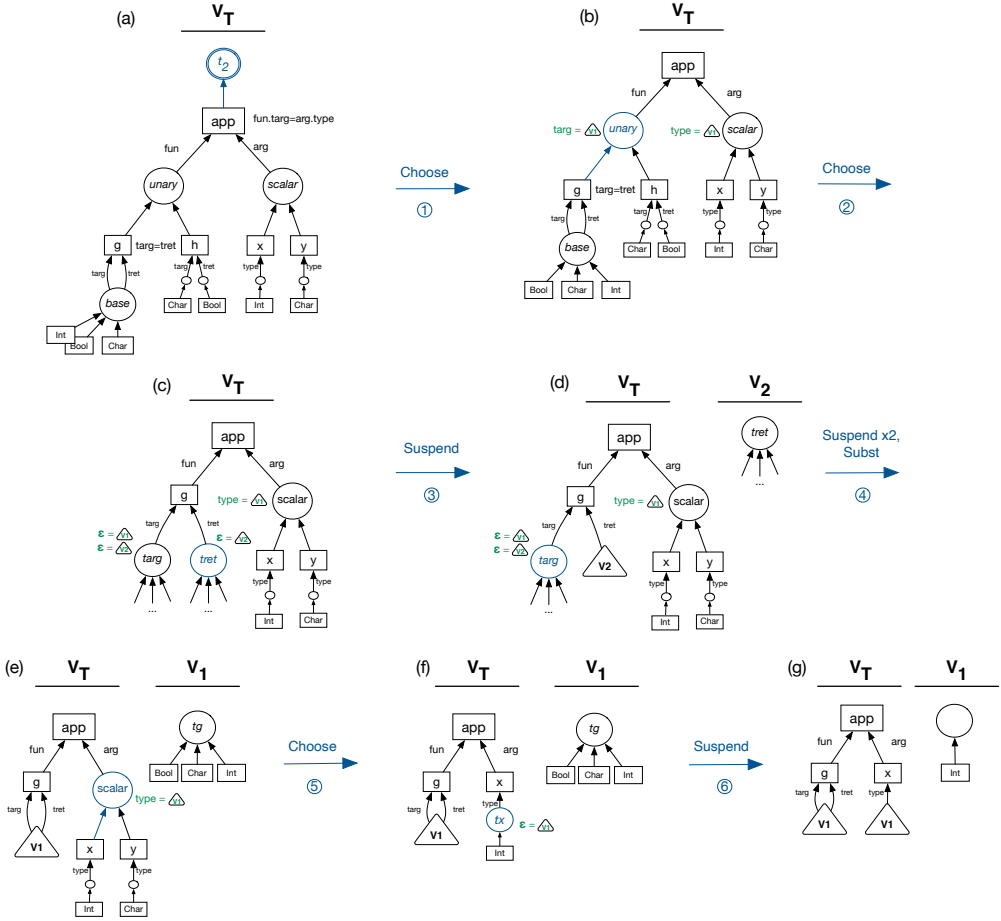 (a)
V_T
t_2
app
fun.targ=arg.type
fun
arg
unary
scalar
g
targ=tret
h
x
y
targ
tret
targ
tret
type
type
base
Char
Bool
Int
Char
Int
Bool
Char
Choose
①
(b)
V_T
app
fun
arg
targ = V1
unary
type = V1
scalar
g
targ=tret
h
x
y
targ
tret
targ
tret
type
type
base
Char
Bool
Int
Char
Bool
Char
Int
Choose
②
(c)
V_T
app
fun
arg
g
type = V1
scalar
targ
tret
ε = V1
ε = V2
ε = V2
targ
tret
x
y
type
type
...
...
Int
Char
Suspend
③
(d)
V_T
V_2
app
tret
...
fun
arg
g
type = V1
scalar
targ
tret
ε = V1
ε = V2
targ
V2
x
y
type
type
...
Int
Char
Suspend x2,
Subst
④
(e)
V_T
V_1
app
tg
fun
arg
Bool
Char
Int
g
scalar
type = V1
targ
tret
V1
x
y
type
type
Int
Char
Choose
⑤
(f)
V_T
V_1
app
tg
fun
arg
Bool
Char
Int
g
x
targ
tret
type
V1
tx
ε = V1
Int
Suspend
⑥
(g)
V_T
V_1
app
fun
arg
g
x
Int
targ
tret
type
V1
V1